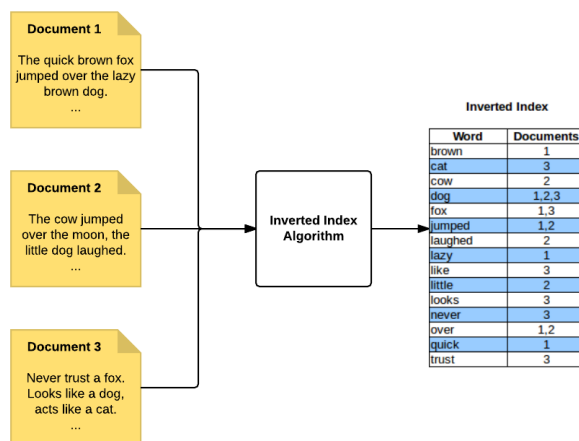 Document 1
The quick brown fox
jumped over the lazy
brown dog.
...
Document 2
The cow jumped
over the moon, the
little dog laughed.
...
Document 3
Never trust a fox.
Looks like a dog,
acts like a cat.
...
Inverted Index
Algorithm
Inverted Index
Word Documents
brown 1
cat 3
cow 2
dog 1,2,3
fox 1,3
jumped 1,2
laughed 2
lazy 1
like 3
little 2
looks 3
never 3
over 1,2
quick 1
trust 3